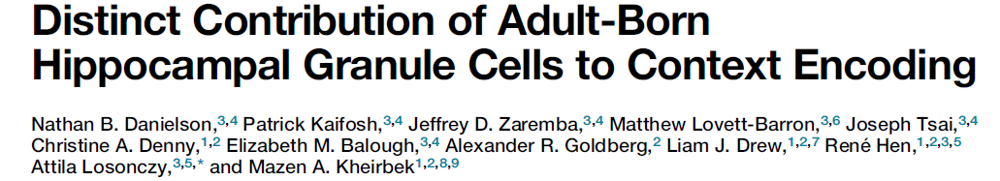 Distinct Contribution of Adult-Born
Hippocampal Granule Cells to Context Encoding
Nathan B. Danielson,3,4 Patrick Kaifosh,3,4 Jeffrey D. Zaremba,3,4 Matthew Lovett-Barron,3,6 Joseph Tsai,3,4
Christine A. Denny,1,2 Elizabeth M. Balough,3,4 Alexander R. Goldberg,2 Liam J. Drew,1,2,7 René Hen,1,2,3,5
Attila Losonczy,3,5,* and Mazen A. Kheirbek1,2,8,9